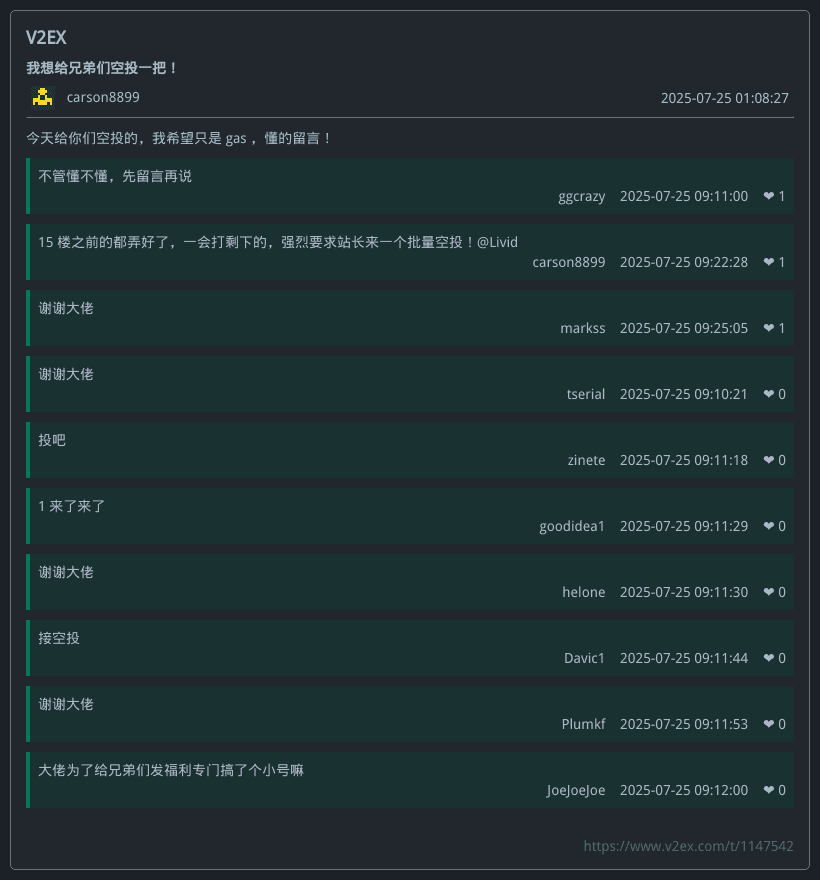 V2EX
我想给兄弟们空投一把！
carson8899 2025-07-25 01:08:27
今天给你们空投的，我希望只是 gas ，懂的留言！
不管懂不懂，先留言再说
ggcrazy 2025-07-25 09:11:00 ❤ 1
15 楼之前的都弄好了，一会打剩下的，强烈要求站长来一个批量空投！@Livid
carson8899 2025-07-25 09:22:28 ❤ 1
谢谢大佬
markss 2025-07-25 09:25:05 ❤ 1
谢谢大佬
tserial 2025-07-25 09:10:21 ❤ 0
投吧
zinete 2025-07-25 09:11:18 ❤ 0
1 来了来了
goodidea1 2025-07-25 09:11:29 ❤ 0
谢谢大佬
helone 2025-07-25 09:11:30 ❤ 0
接空投
Davic1 2025-07-25 09:11:44 ❤ 0
谢谢大佬
Plumkf 2025-07-25 09:11:53 ❤ 0
大佬为了给兄弟们发福利专门搞了个小号嘛
JoeJoeJoe 2025-07-25 09:12:00 ❤ 0
https://www.v2ex.com/t/1147542